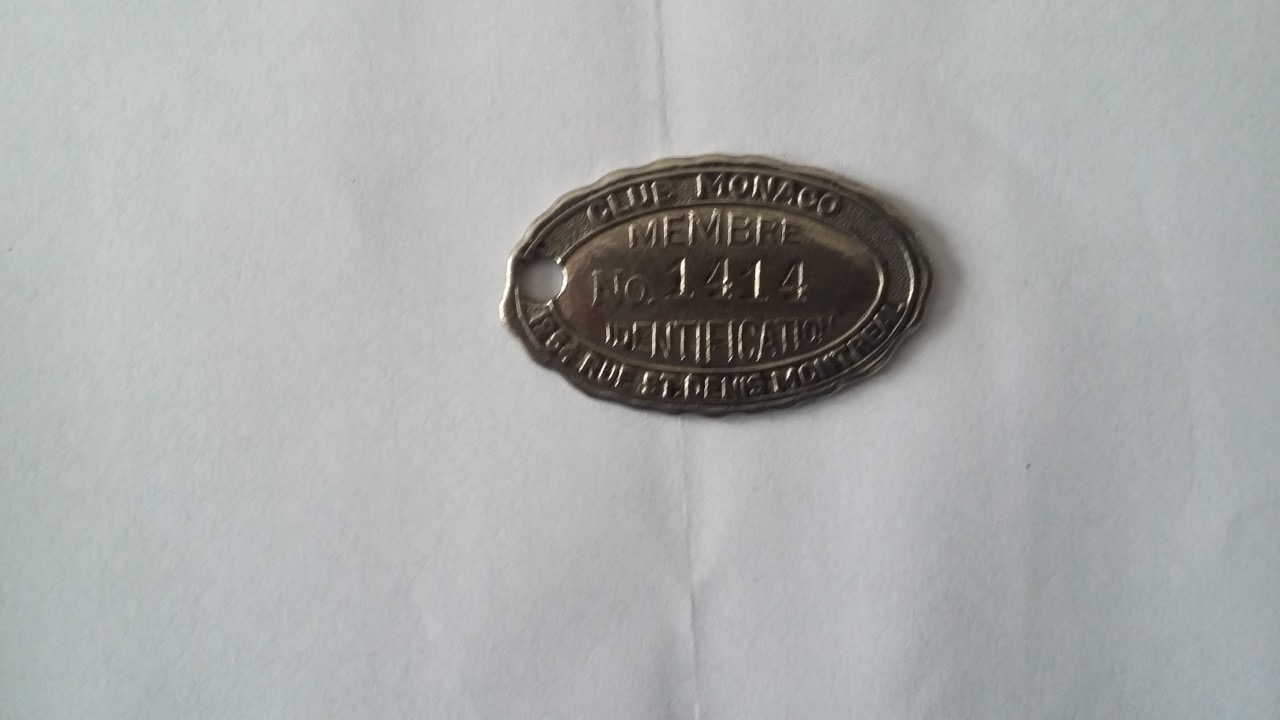 CLUB MONACO
MEMBRE
No. 1414
IDENTIFICATION
RUE ST. DENIS MONTREAL